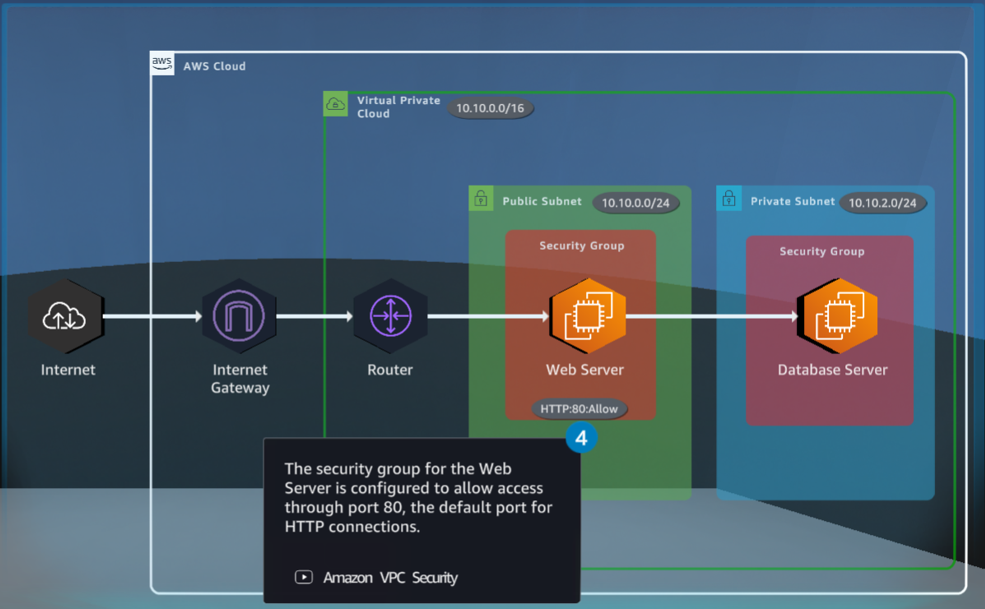 aws
AWS Cloud
Virtual Private
Cloud
10.10.0.0/16
Public Subnet
10.10.0.0/24
Private Subnet
10.10.2.0/24
Security Group
Security Group
Internet
Internet
Gateway
Router
Web Server
Database Server
HTTP:80:Allow
4
The security group for the Web
Server is configured to allow access
through port 80, the default port for
HTTP connections.
Amazon VPC Security